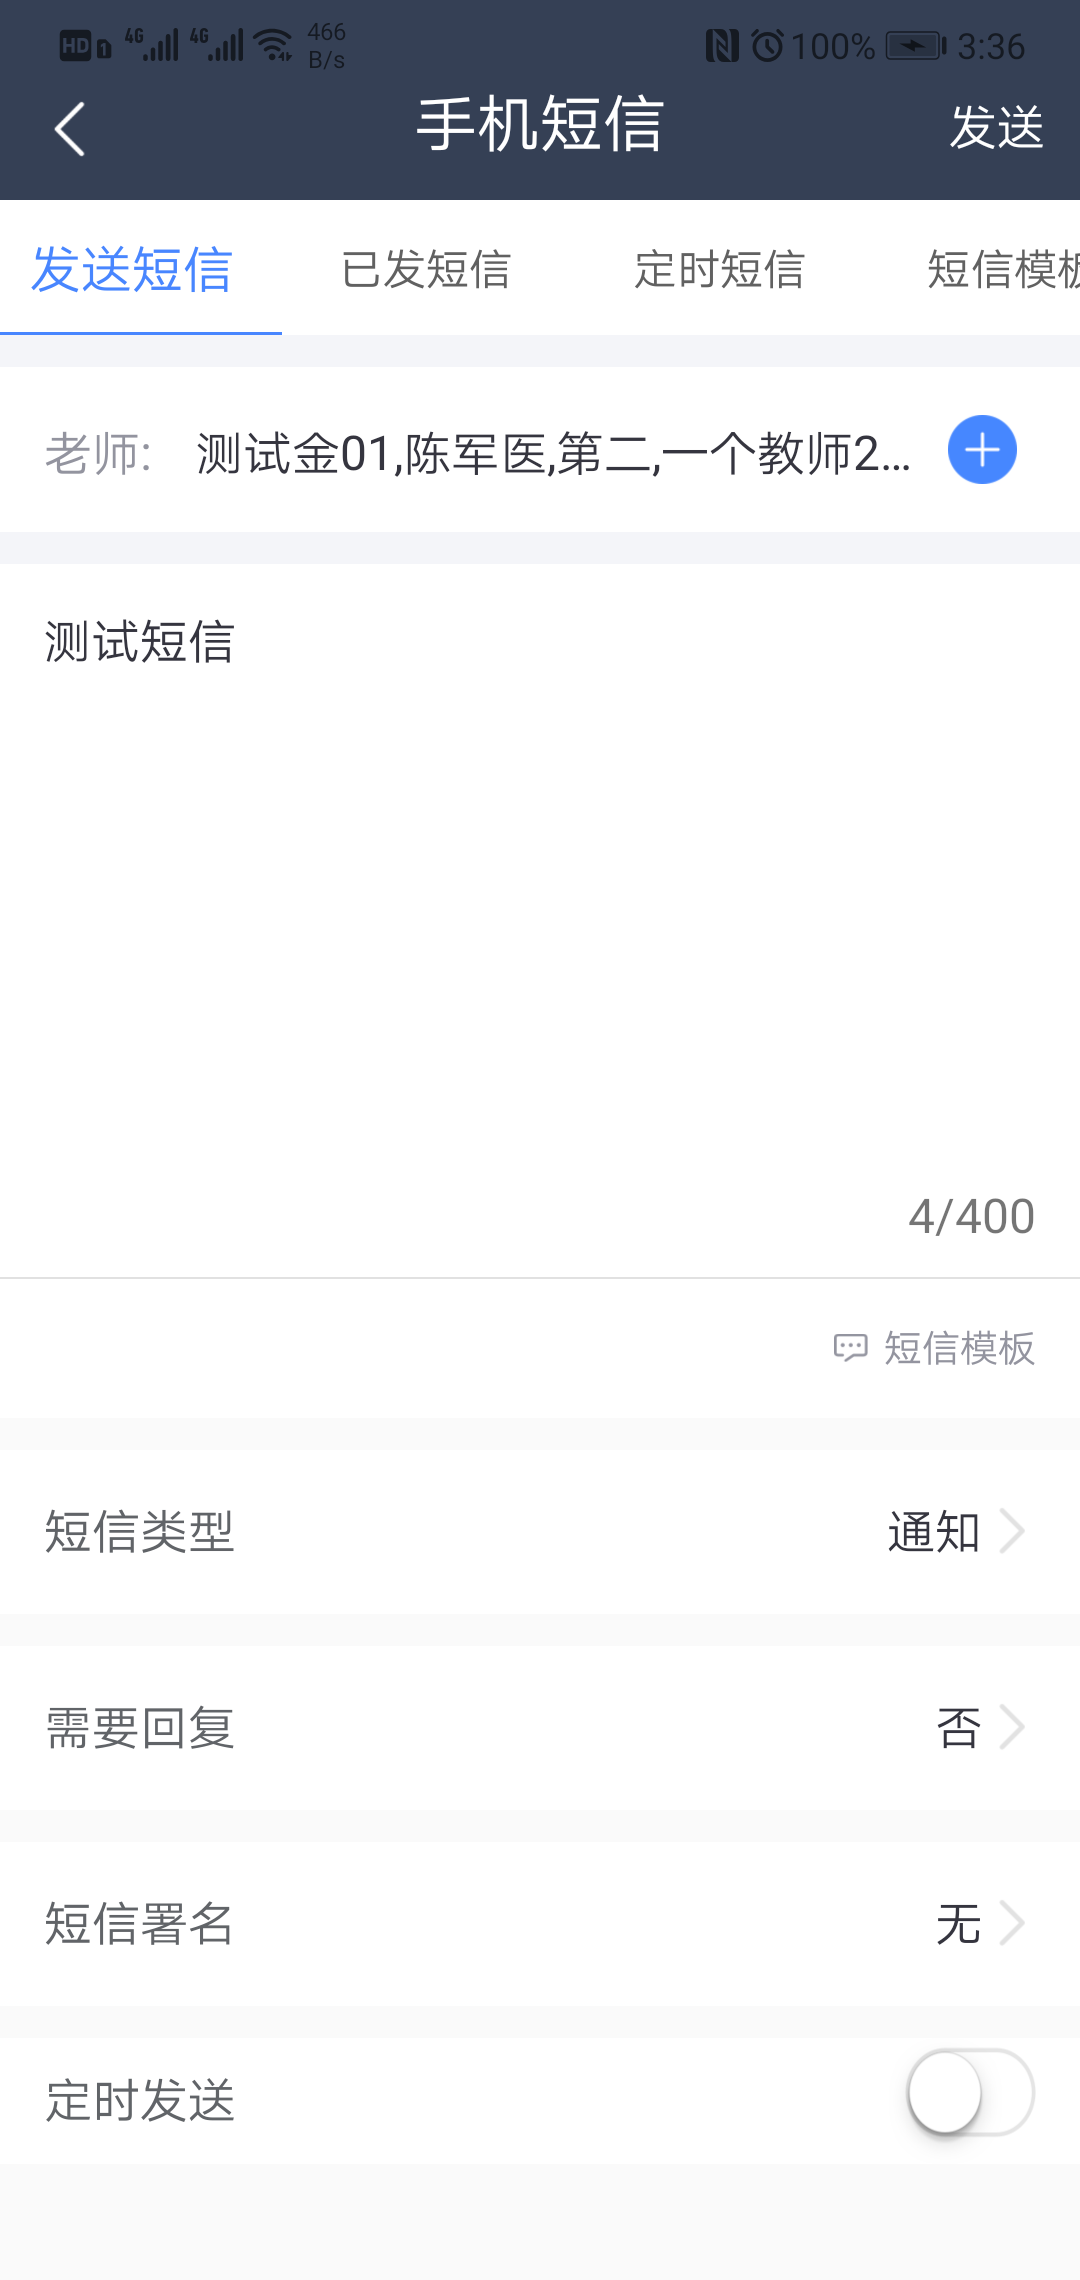 HD 1 4G 4G 466 B/s 100% 3:36
手机短信 发送
发送短信 已发短信 定时短信 短信模板
老师: 测试金01,陈军医,第二,一个教师2...
测试短信
4/400
短信模板
短信类型 通知
需要回复 否
短信署名 无
定时发送